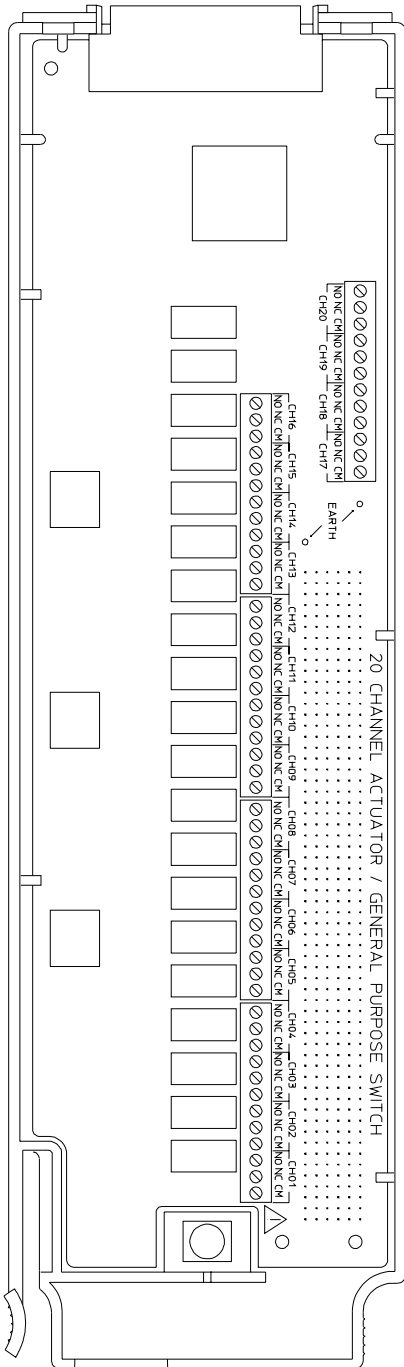 NO NC CM NO NC CM NO NC CM NO NC CM
CH20 CH19 CH18 CH17
EARTH
20 CHANNEL ACTUATOR / GENERAL PURPOSE SWITCH
CH16 CH15 CH14 CH13
NO NC CM NO NC CM NO NC CM NO NC CM
CH12 CH11 CH10 CH09
NO NC CM NO NC CM NO NC CM NO NC CM
CH08 CH07 CH06 CH05
NO NC CM NO NC CM NO NC CM NO NC CM
CH04 CH03 CH02 CH01
NO NC CM NO NC CM NO NC CM NO NC CM